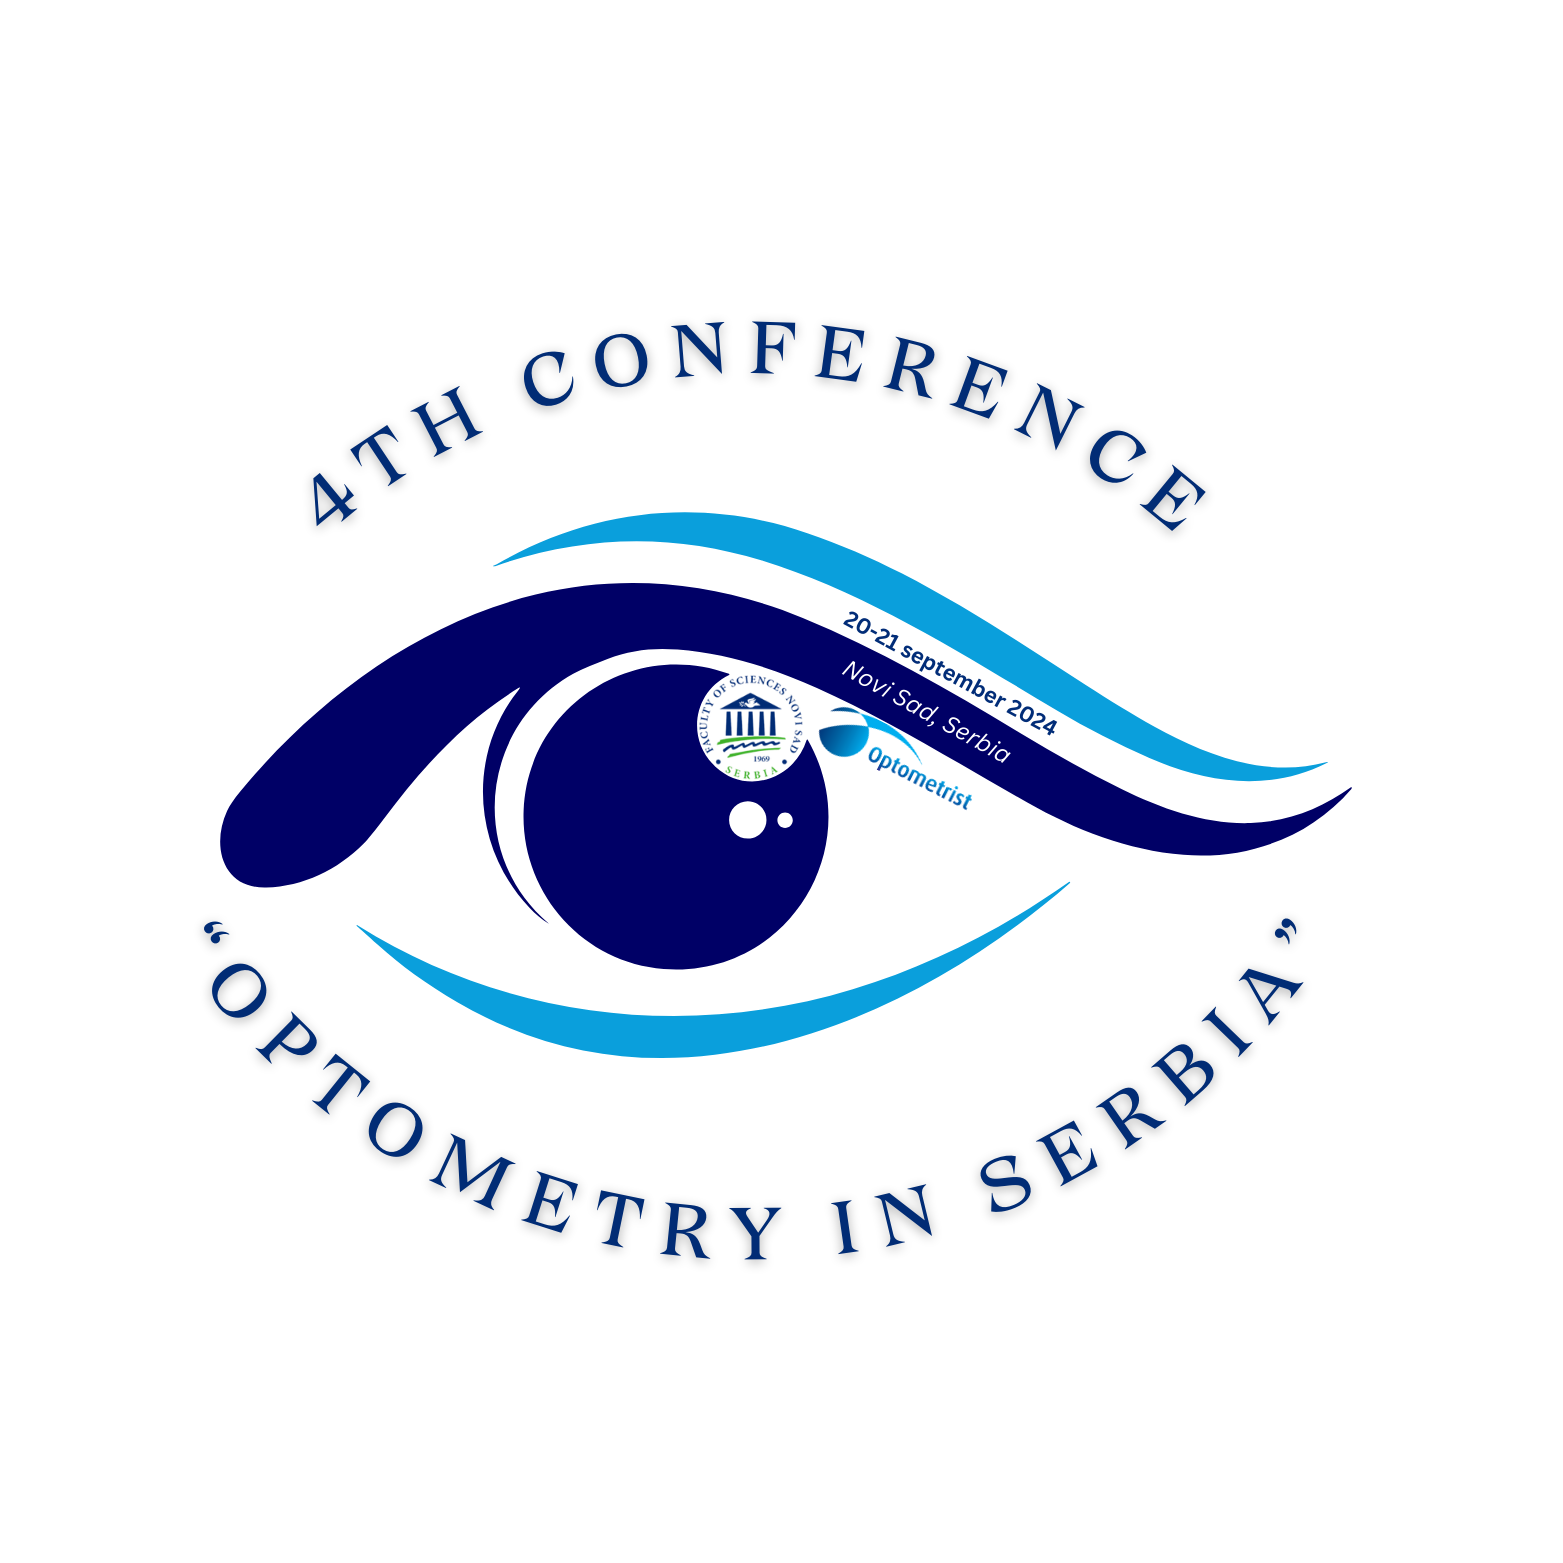 4TH CONFERENCE
20-21 september 2024
Novi Sad, Serbia
FACULTY OF SCIENCES NOVI SAD
1969
SERBIA
Optometrist
“OPTOMETRY IN SERBIA”